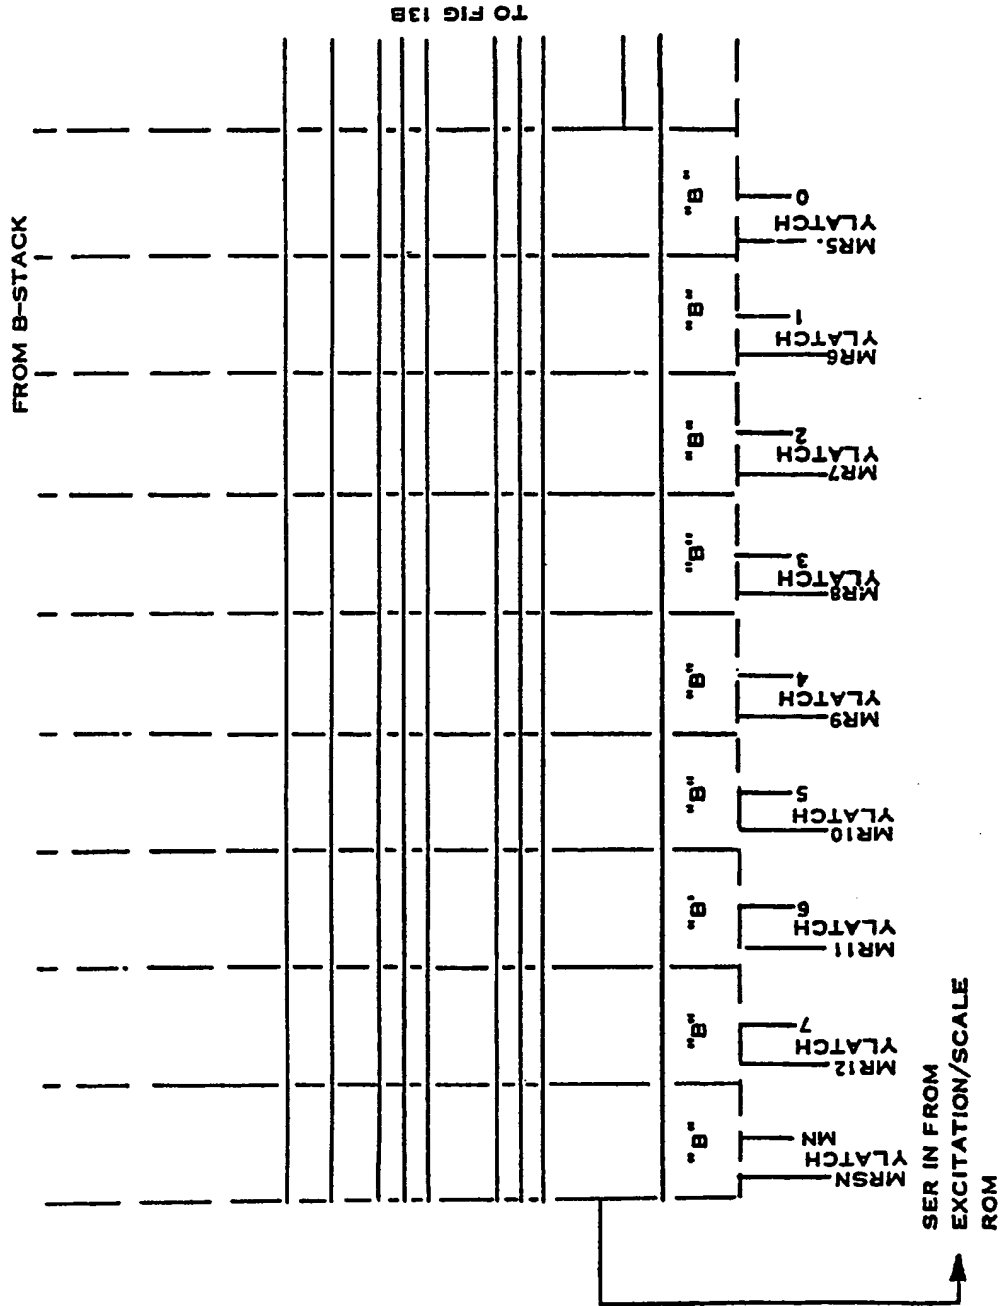 TO FIG 13B
FROM B-STACK
"B"
0
YLATCH
MR5.
"B"
1
YLATCH
MR6
"B"
2
YLATCH
MR7
"B"
3
YLATCH
MR8
"B"
4
YLATCH
MR9
"B"
5
YLATCH
MR10
"B'
6
YLATCH
MR11
"B"
7
YLATCH
MR12
"B"
MN
YLATCH
MRSN
SER IN FROM
EXCITATION/SCALE
ROM